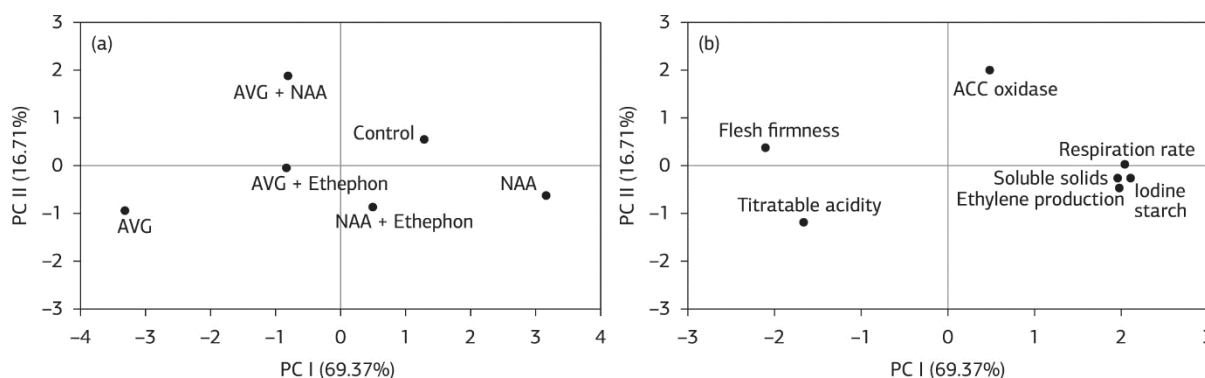 (a)
PC II (16.71%)
3
2
1
0
−1
−2
−3
AVG + NAA
Control
AVG + Ethephon
NAA
AVG
NAA + Ethephon
−4 −3 −2 −1 0 1 2 3 4
PC I (69.37%)
(b)
PC II (16.71%)
3
2
1
0
−1
−2
−3
ACC oxidase
Flesh firmness
Respiration rate
Soluble solids
Iodine
starch
Ethylene production
Titratable acidity
−3 −2 −1 0 1 2 3
PC I (69.37%)